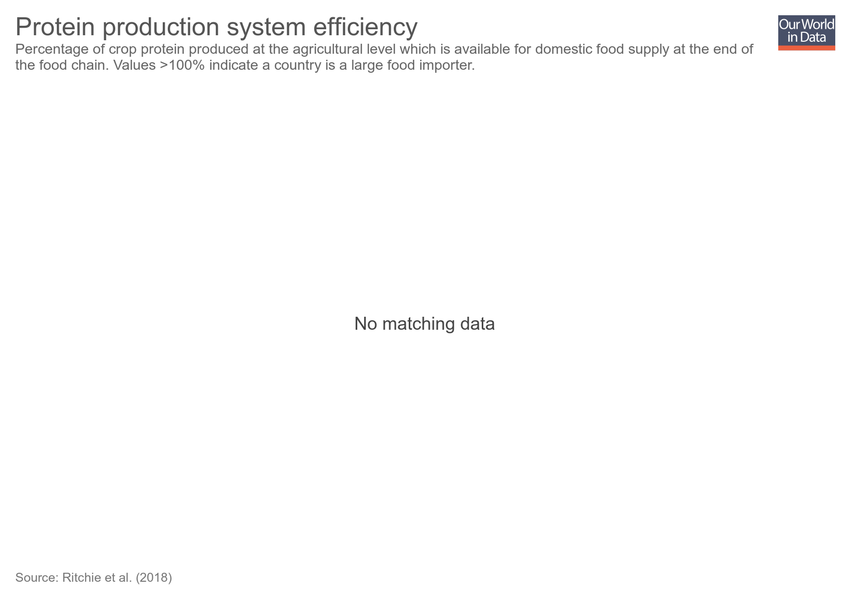 Protein production system efficiency
Percentage of crop protein produced at the agricultural level which is available for domestic food supply at the end of
the food chain. Values >100% indicate a country is a large food importer.
Our World
in Data
No matching data
Source: Ritchie et al. (2018)